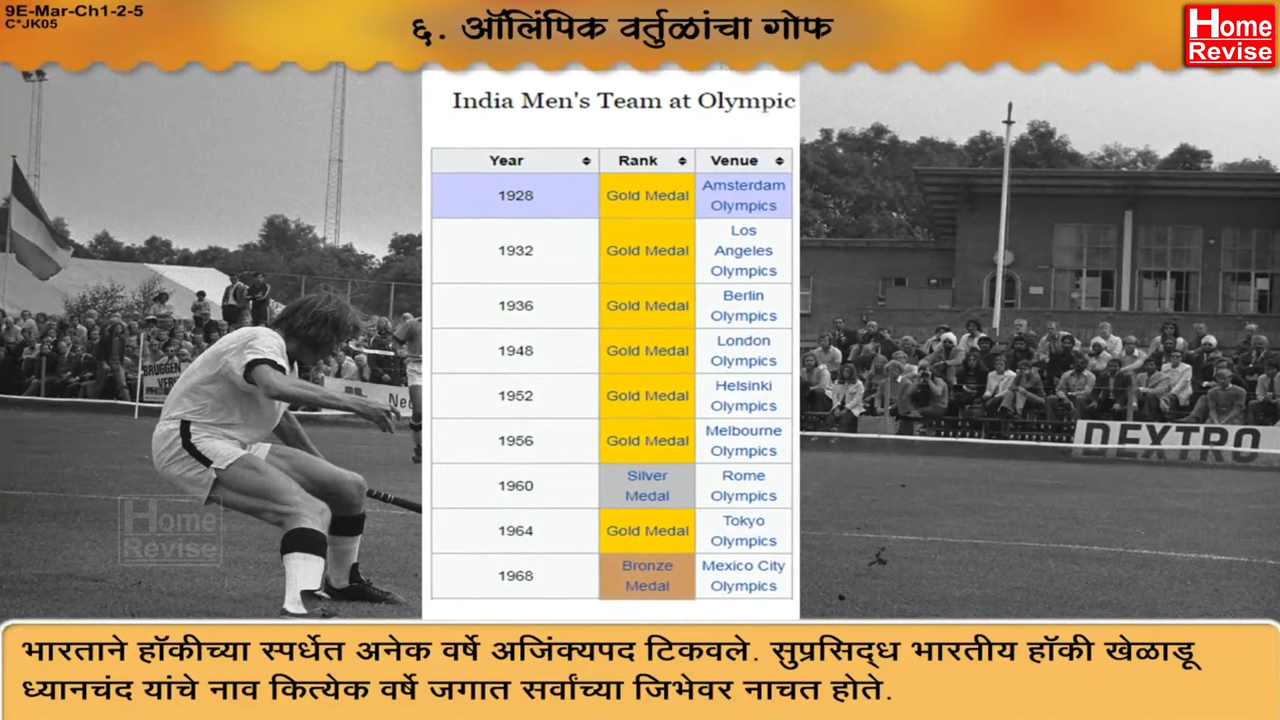 9E-Mar-Ch1-2-5
C*JK05
६. ऑलिंपिक वर्तुळांचा गोफ
Home
Revise
India Men's Team at Olympic
Year Rank Venue
1928 Gold Medal Amsterdam Olympics
1932 Gold Medal Los Angeles Olympics
1936 Gold Medal Berlin Olympics
1948 Gold Medal London Olympics
1952 Gold Medal Helsinki Olympics
1956 Gold Medal Melbourne Olympics
1960 Silver Medal Rome Olympics
1964 Gold Medal Tokyo Olympics
1968 Bronze Medal Mexico City Olympics
BRUGGEN
VER
Ne
DEXTRO
Home
Revise
भारताने हॉकीच्या स्पर्धेत अनेक वर्षे अजिंक्यपद टिकवले. सुप्रसिद्ध भारतीय हॉकी खेळाडू
ध्यानचंद यांचे नाव कित्येक वर्षे जगात सर्वांच्या जिभेवर नाचत होते.